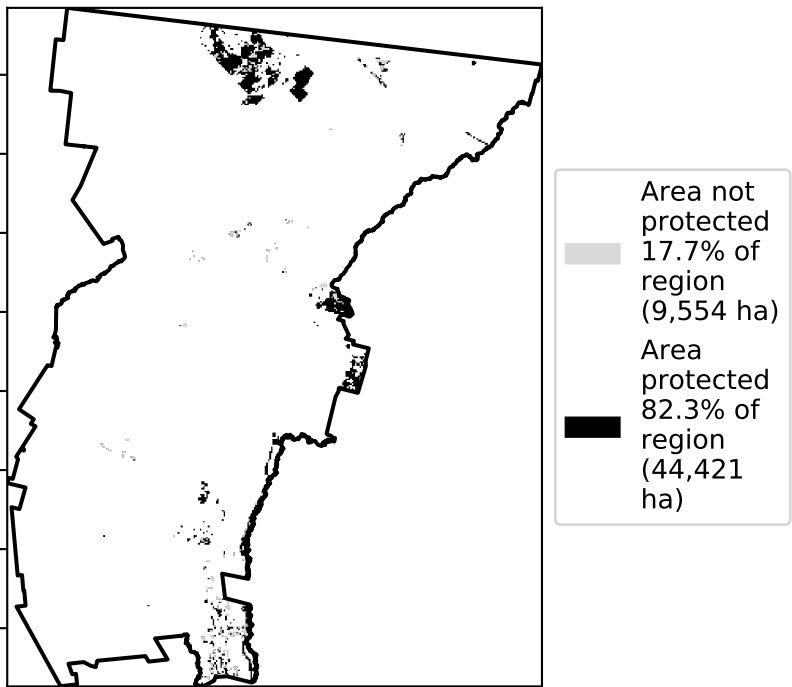 Area not
protected
17.7% of
region
(9,554 ha)
Area
protected
82.3% of
region
(44,421
ha)